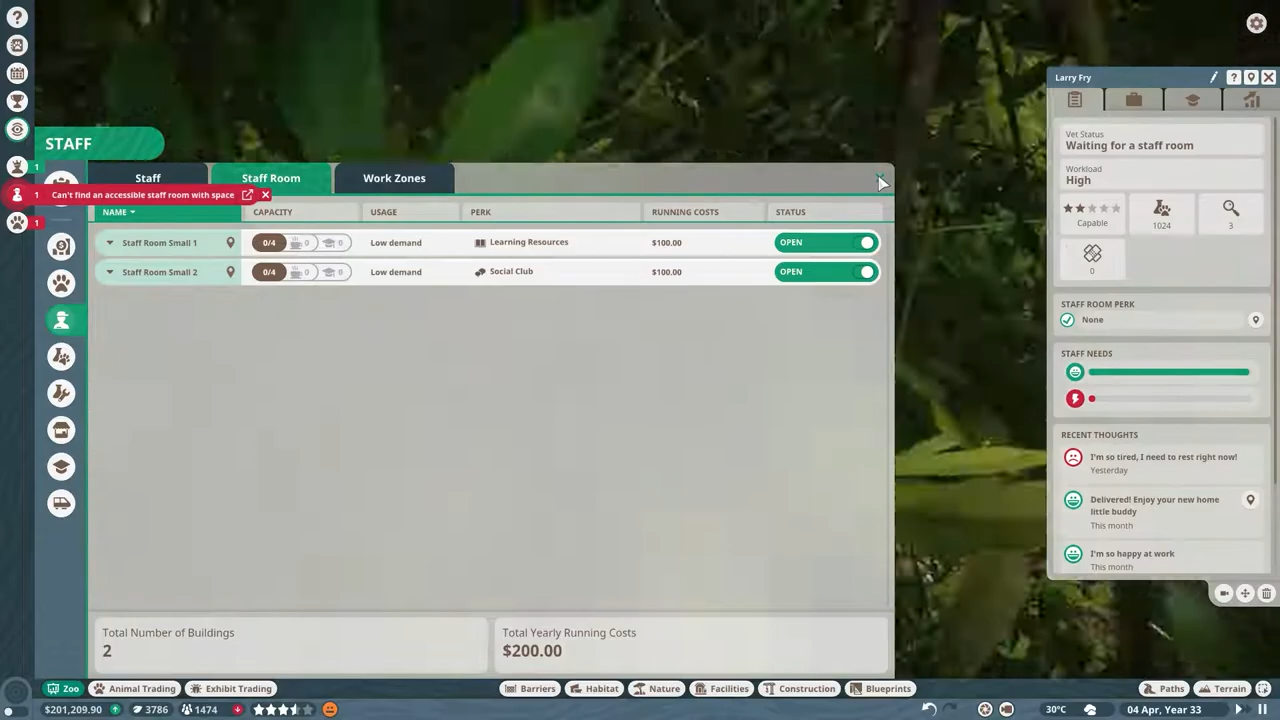 Larry Fry
?
STAFF
Staff
Staff Room
Work Zones
1
1 Can't find an accessible staff room with space
1
NAME CAPACITY USAGE PERK RUNNING COSTS STATUS
Staff Room Small 1 0/4 0 0 Low demand Learning Resources $100.00 OPEN
Staff Room Small 2 0/4 0 0 Low demand Social Club $100.00 OPEN
Total Number of Buildings
2
Total Yearly Running Costs
$200.00
Vet Status
Waiting for a staff room
Workload
High
Capable
1024
3
0
STAFF ROOM PERK
None
STAFF NEEDS
RECENT THOUGHTS
I'm so tired, I need to rest right now!
Yesterday
Delivered! Enjoy your new home
little buddy
This month
I'm so happy at work
This month
Zoo Animal Trading Exhibit Trading Barriers Habitat Nature Facilities Construction Blueprints Paths Terrain
$201,209.90 3786 1474 30°C 04 Apr, Year 33